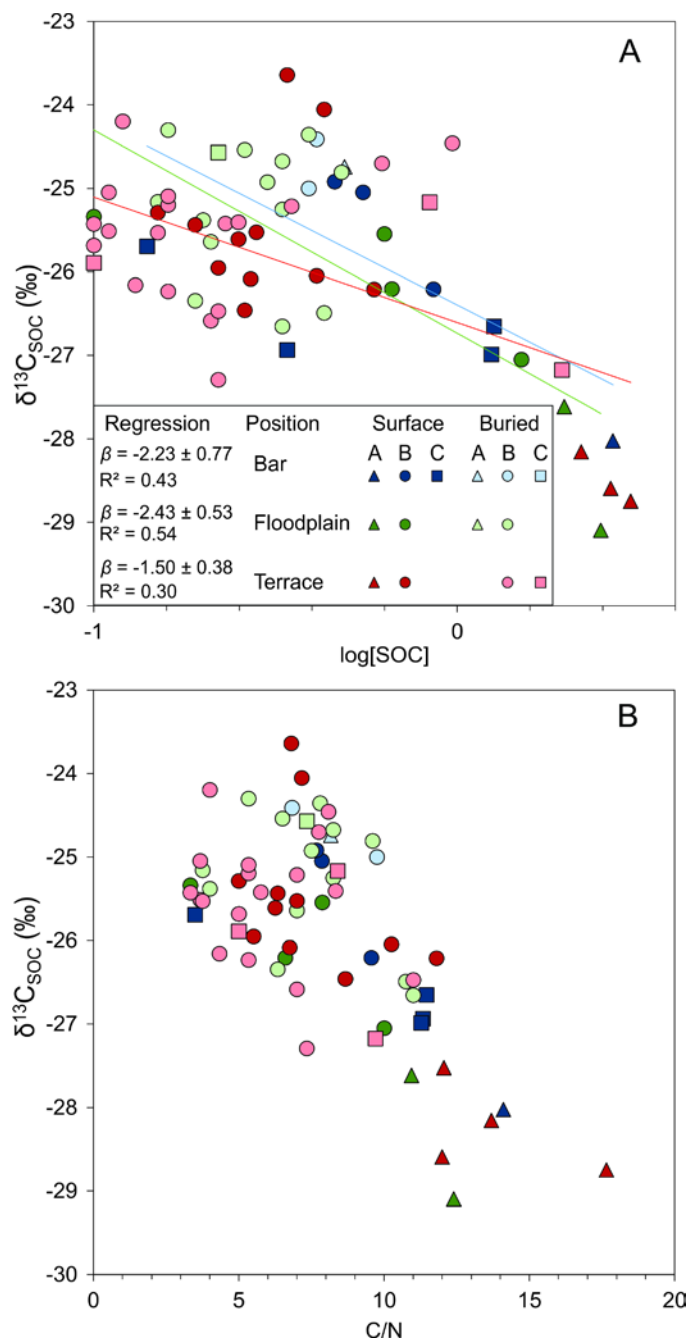 A
-23
-24
-25
-26
-27
-28
-29
-30
δ¹³C_SOC (‰)
Regression Position Surface Buried
A B C A B C
β = -2.23 ± 0.77 Bar
R² = 0.43
β = -2.43 ± 0.53 Floodplain
R² = 0.54
β = -1.50 ± 0.38 Terrace
R² = 0.30
-1 0
log[SOC]
B
-23
-24
-25
-26
-27
-28
-29
-30
δ¹³C_SOC (‰)
0 5 10 15 20
C/N